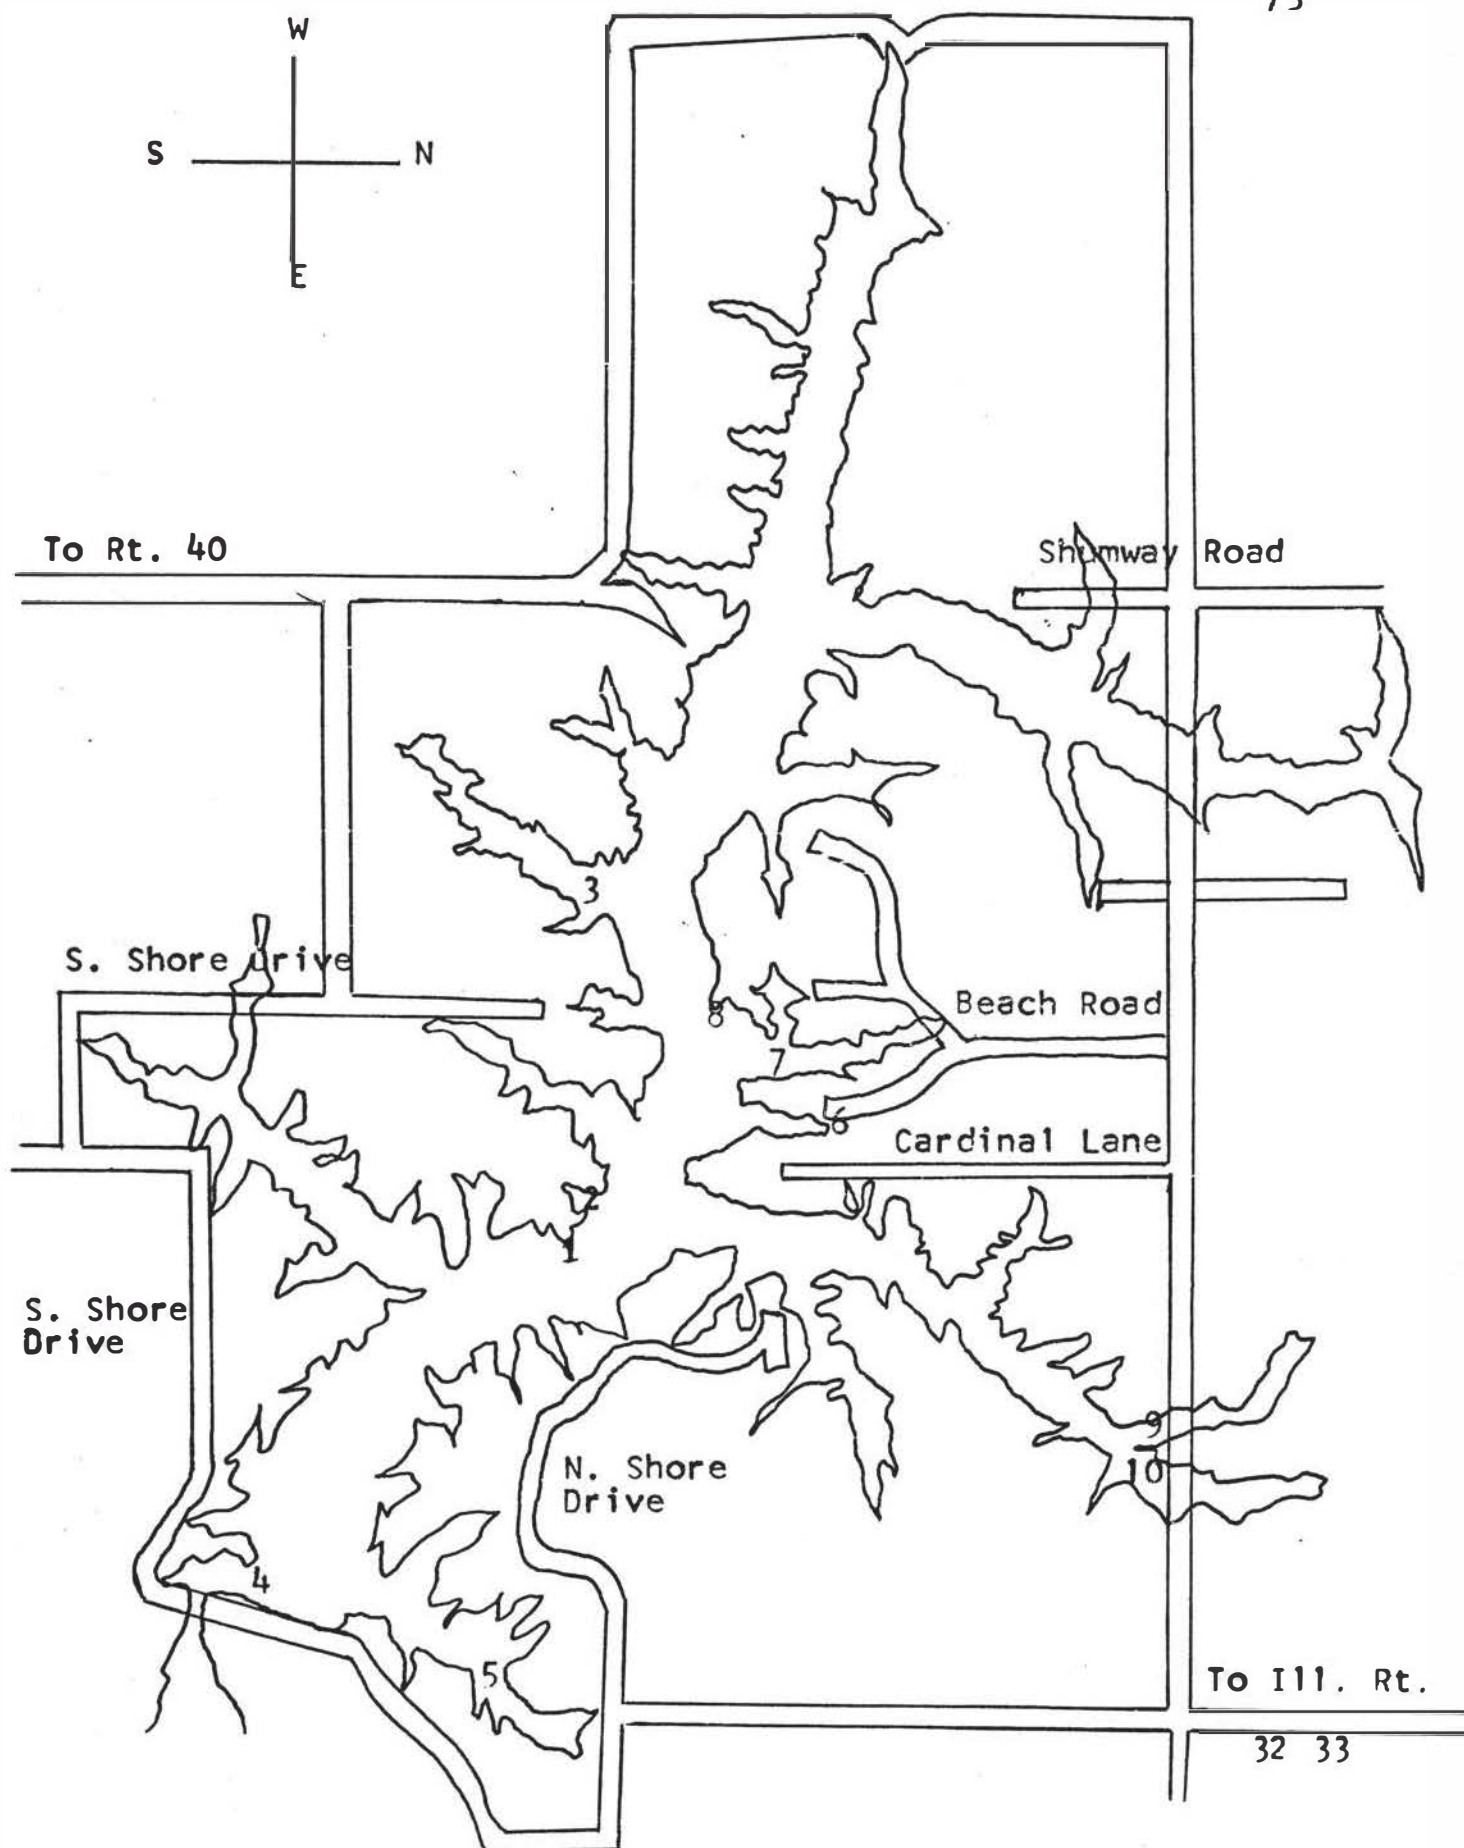 W
S
N
E
To Rt. 40
Shumway Road
3
S. Shore Drive
8
Beach Road
7
6
Cardinal Lane
2
1
S. Shore
Drive
9
N. Shore
Drive
10
4
5
To Ill. Rt.
32 33